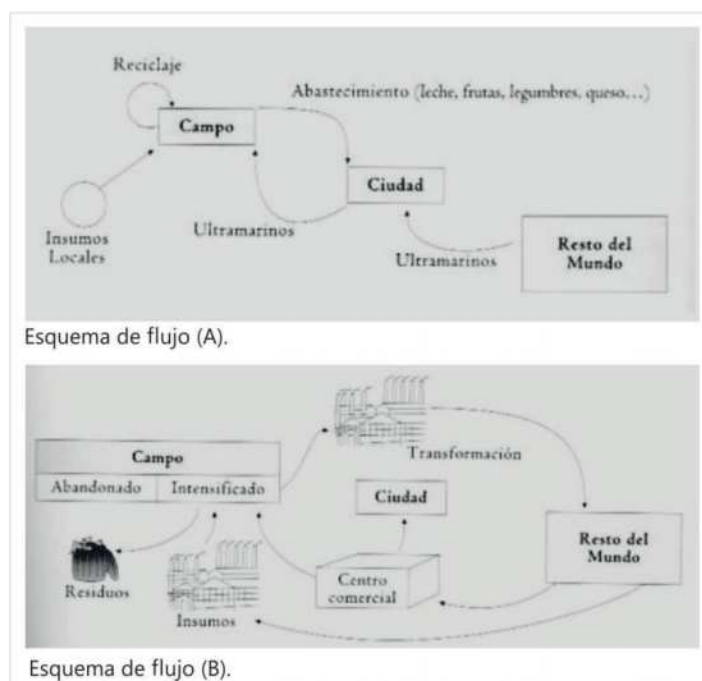 Reciclaje
Abastecimiento (leche, frutas, legumbres, queso...)
Campo
Ciudad
Insumos
Locales
Ultramarinos
Ultramarinos
Resto del
Mundo
Esquema de flujo (A).
Campo
Abandonado Intensificado
Transformación
Ciudad
Resto del
Mundo
Residuos
Insumos
Centro
comercial
Esquema de flujo (B).